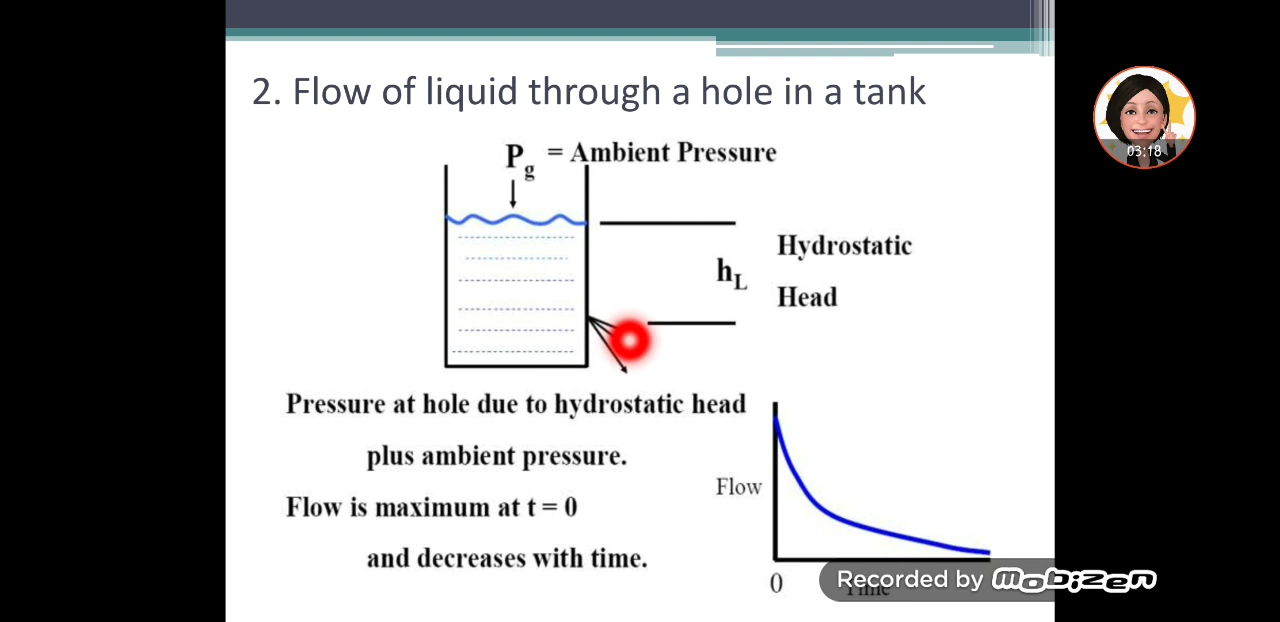 2. Flow of liquid through a hole in a tank
03:18
Pg = Ambient Pressure
Hydrostatic
hL
Head
Pressure at hole due to hydrostatic head
plus ambient pressure.
Flow
Flow is maximum at t = 0
and decreases with time.
0
Time
Recorded by mobizen